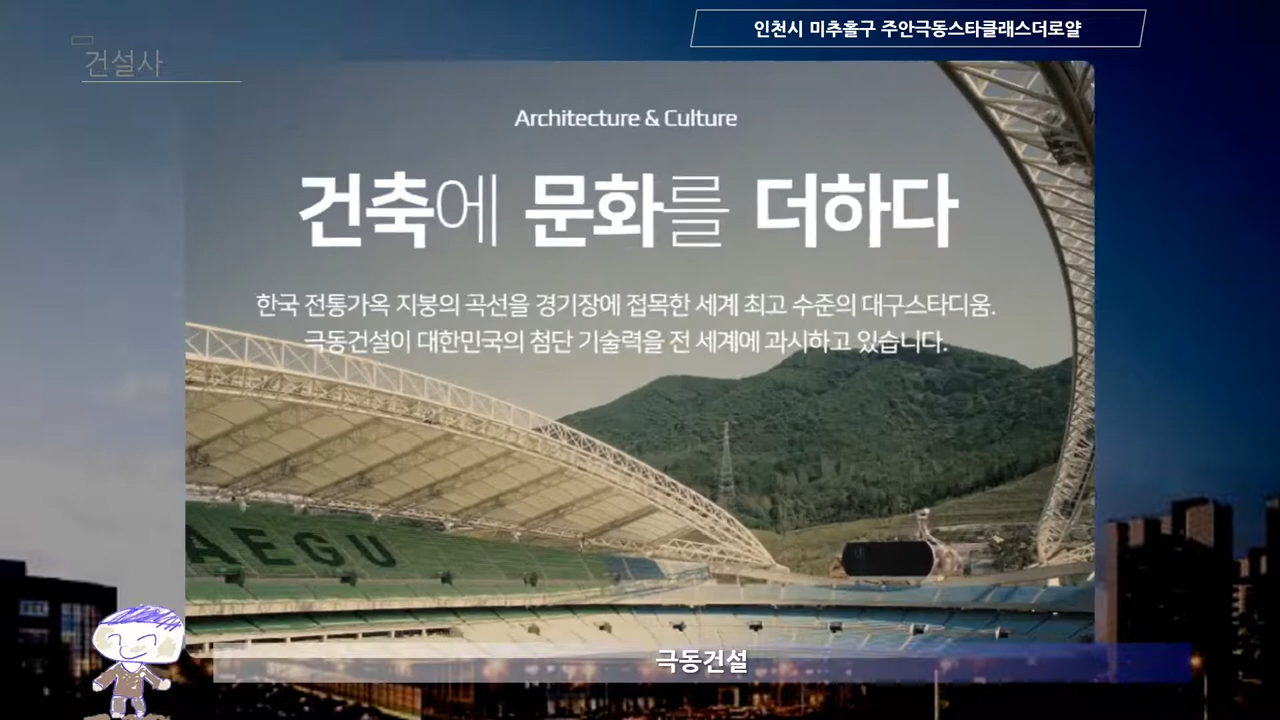 인천시 미추홀구 주안극동스타클래스더로얄
건설사
Architecture & Culture
건축에 문화를 더하다
한국 전통가옥 지붕의 곡선을 경기장에 접목한 세계 최고 수준의 대구스타디움.
극동건설이 대한민국의 첨단 기술력을 전 세계에 과시하고 있습니다.
AEGU
극동건설